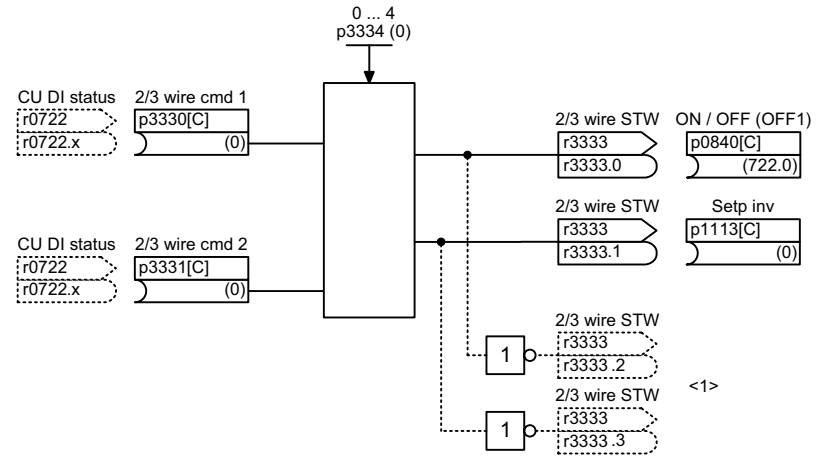 0 ... 4
p3334 (0)
CU DI status
2/3 wire cmd 1
r0722
p3330[C]
r0722.x
(0)
2/3 wire STW
ON / OFF (OFF1)
r3333
p0840[C]
r3333.0
(722.0)
2/3 wire STW
Setp inv
r3333
p1113[C]
r3333.1
(0)
CU DI status
2/3 wire cmd 2
r0722
p3331[C]
r0722.x
(0)
2/3 wire STW
1
r3333
r3333 .2
<1>
2/3 wire STW
1
r3333
r3333 .3